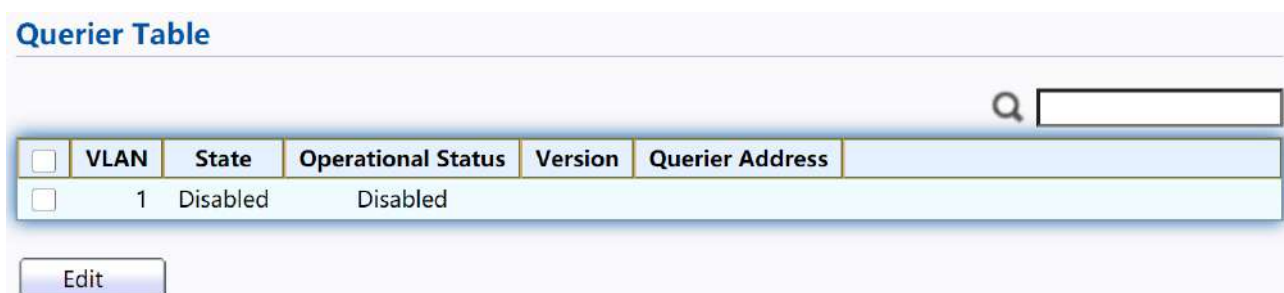 Querier Table
VLAN State Operational Status Version Querier Address
1 Disabled Disabled
Edit